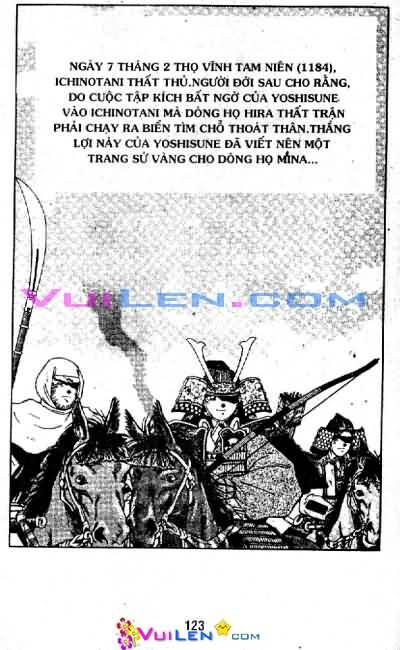 NGÀY 7 THÁNG 2 THỌ VĨNH TAM NIÊN (1184),
ICHINOTANI THẤT THỦ.NGƯỜI ĐỜI SAU CHO RẰNG,
DO CUỘC TẬP KÍCH BẤT NGỜ CỦA YOSHISUNE
VÀO ICHINOTANI MÀ DÒNG HỌ HIRA THẤT TRẬN
PHẢI CHẠY RA BIỂN TÌM CHỖ THOÁT THÂN.THẮNG
LỢI NÀY CỦA YOSHISUNE ĐÃ VIẾT NÊN MỘT
TRANG SỬ VÀNG CHO DÒNG HỌ MINA...
VUILEN.COM
123
VUILEN COM